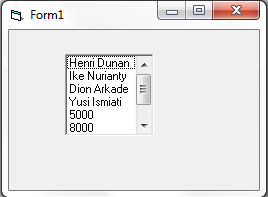 Form1
Henri Dunan
Ike Nurianty
Dion Arkade
Yusi Ismiati
5000
8000